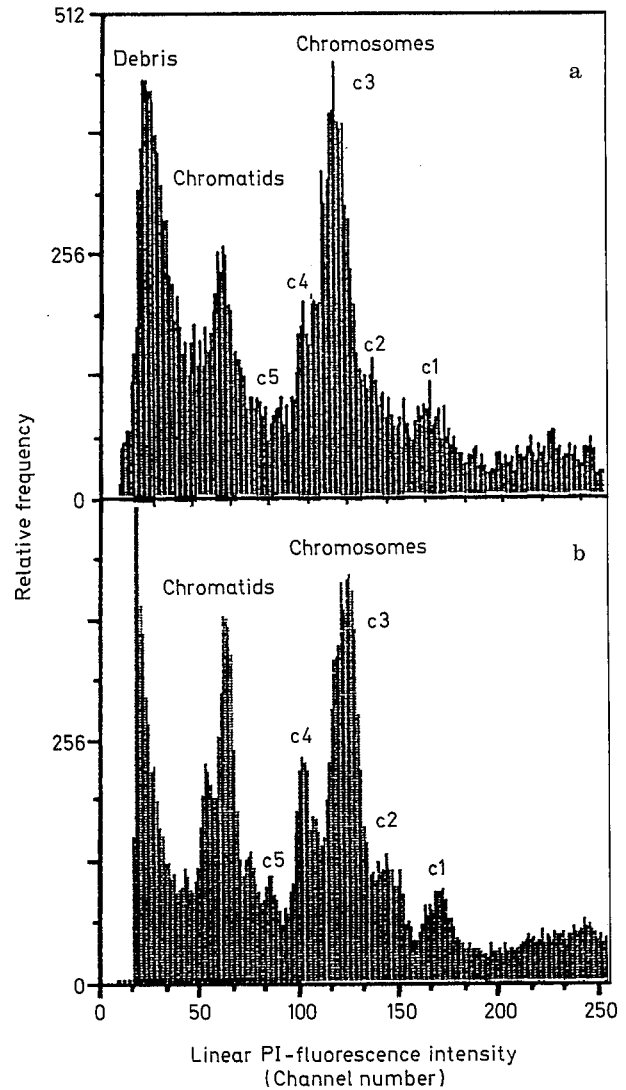 512
Debris
Chromosomes
a
c3
Chromatids
256
c4
c2
c5
c1
0
Relative frequency
Chromosomes
b
Chromatids
c3
256
c4
c2
c5
c1
0
0 50 100 150 200 250
Linear PI-fluorescence intensity
(Channel number)